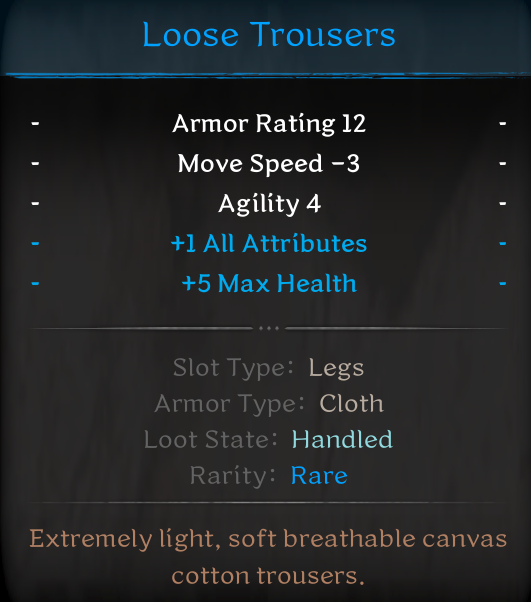 Loose Trousers
- Armor Rating 12 -
- Move Speed -3 -
- Agility 4 -
- +1 All Attributes -
- +5 Max Health -
Slot Type: Legs
Armor Type: Cloth
Loot State: Handled
Rarity: Rare
Extremely light, soft breathable canvas
cotton trousers.